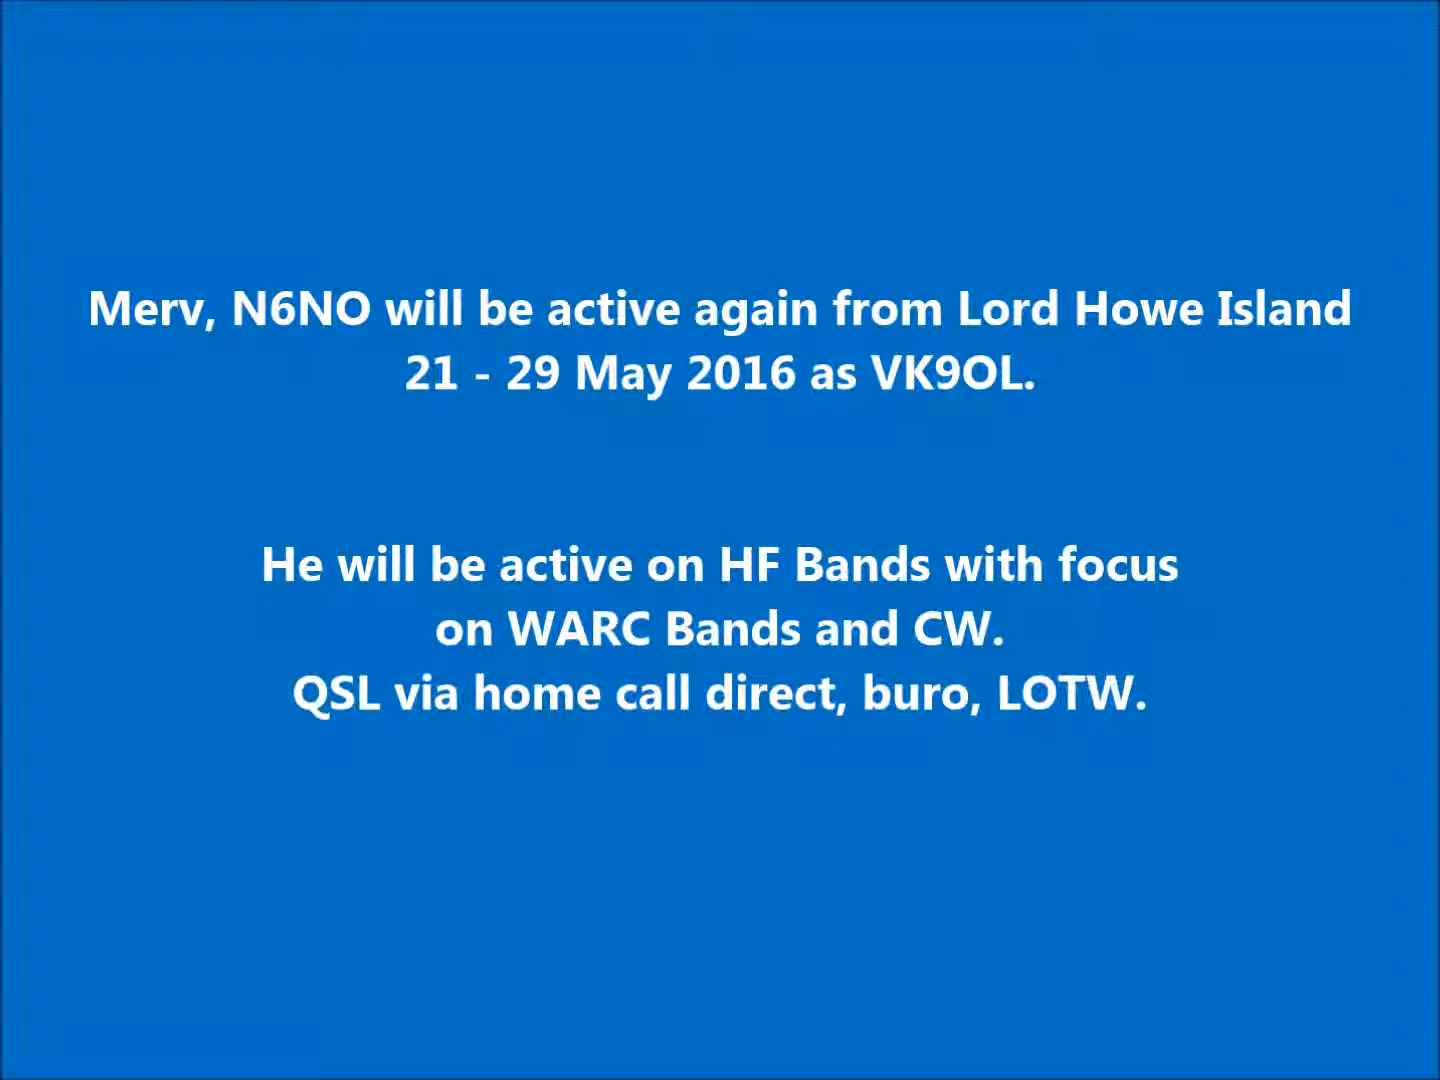 Merv, N6NO will be active again from Lord Howe Island
21 - 29 May 2016 as VK9OL.
He will be active on HF Bands with focus
on WARC Bands and CW.
QSL via home call direct, buro, LOTW.